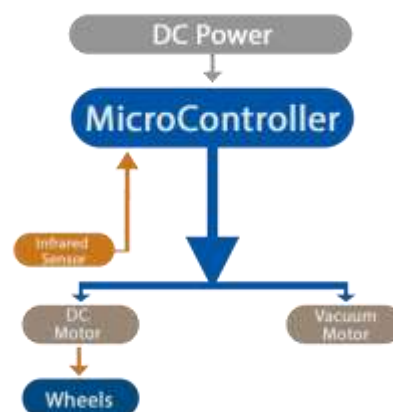 DC Power
MicroController
Infrared
Sensor
DC
Motor
Vacuum
Motor
Wheels